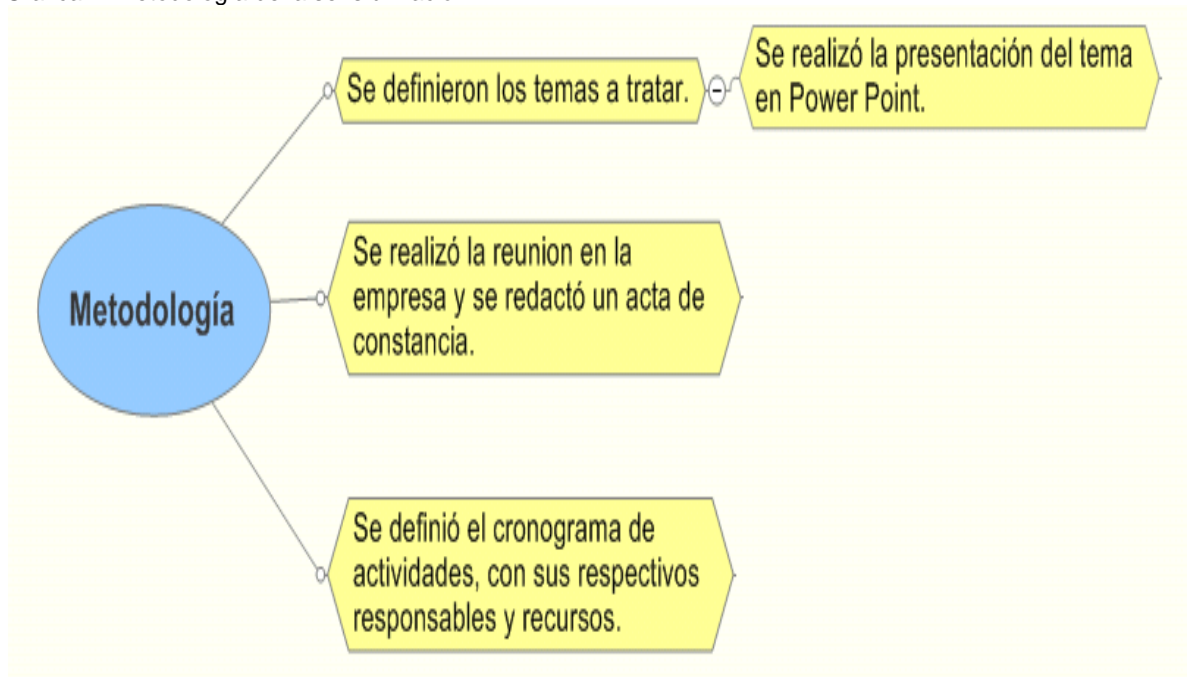 Se realizó la presentación del tema
en Power Point.
Se definieron los temas a tratar.
Se realizó la reunion en la
empresa y se redactó un acta de
constancia.
Metodología
Se definió el cronograma de
actividades, con sus respectivos
responsables y recursos.